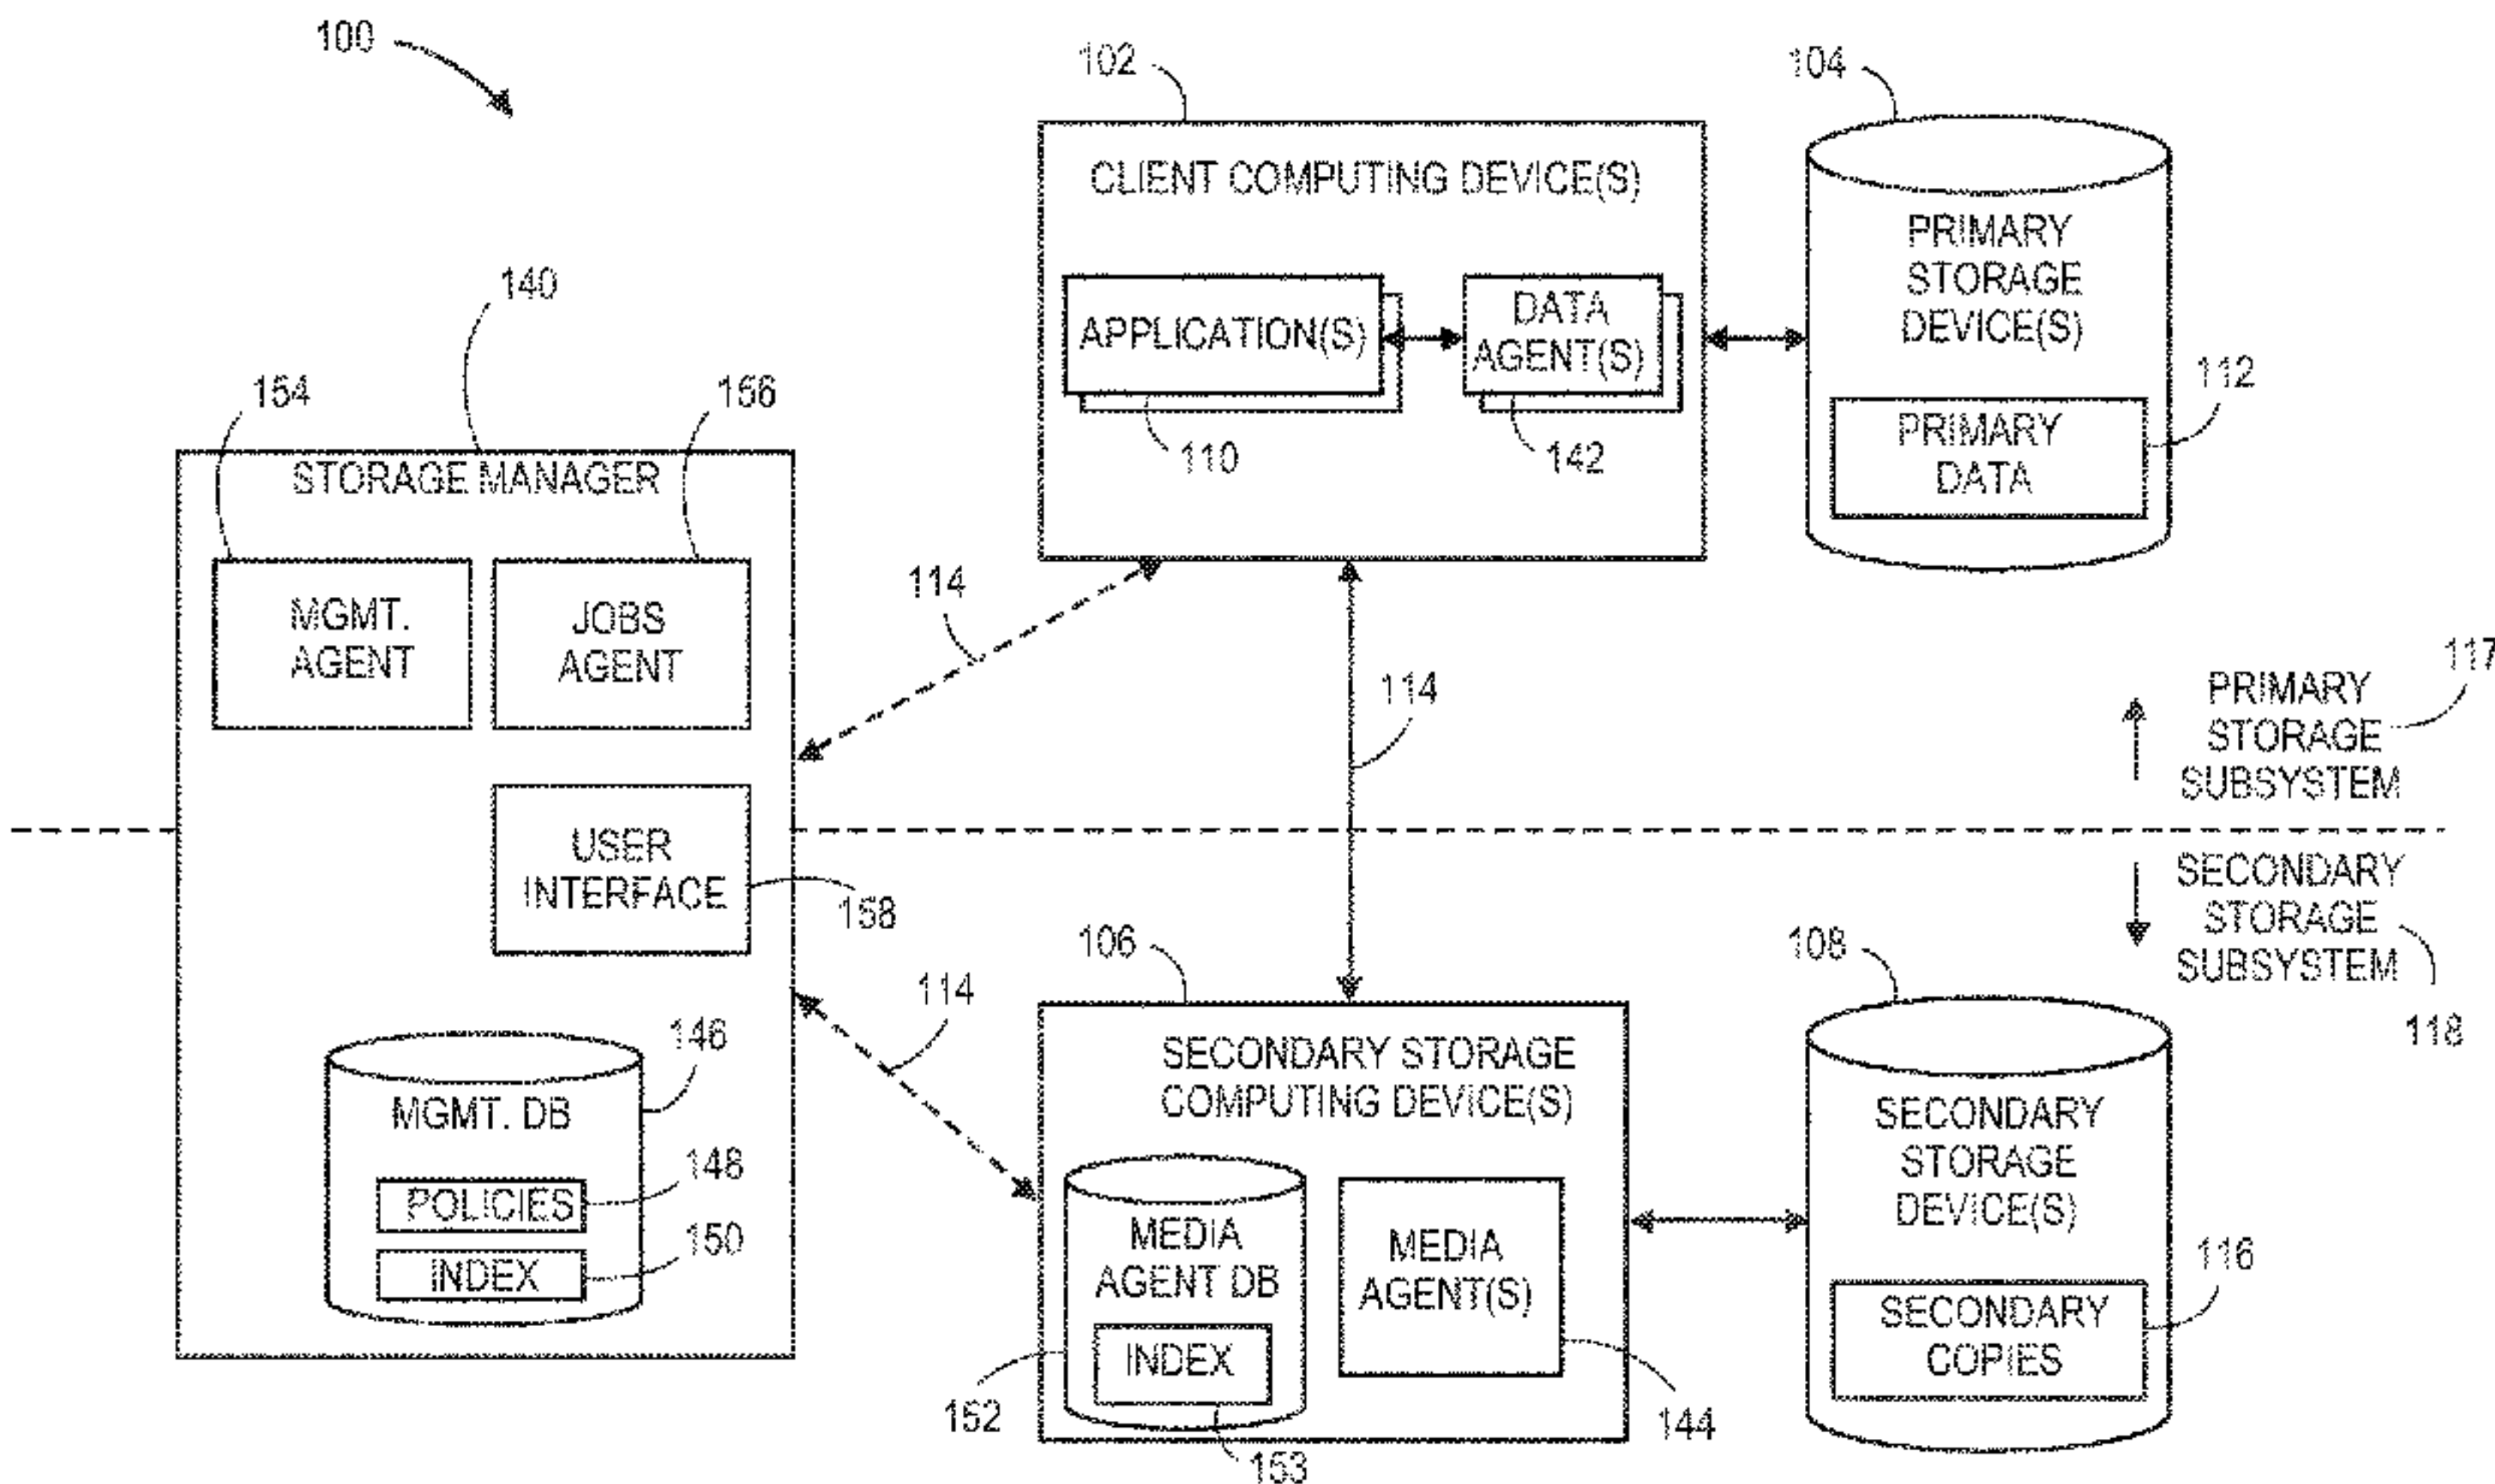 100
102
104
CLIENT COMPUTING DEVICE(S)
APPLICATION(S)
DATA
AGENT(S)
110
142
PRIMARY
STORAGE
DEVICE(S)
PRIMARY
DATA
112
140
154
156
STORAGE MANAGER
MGMT.
AGENT
JOBS
AGENT
114
114
117
PRIMARY
STORAGE
SUBSYSTEM
USER
INTERFACE
158
SECONDARY
STORAGE
SUBSYSTEM
118
114
106
108
146
MGMT. DB
POLICIES
148
INDEX
150
SECONDARY STORAGE
COMPUTING DEVICE(S)
MEDIA
AGENT DB
INDEX
MEDIA
AGENT(S)
152
153
144
SECONDARY
STORAGE
DEVICE(S)
SECONDARY
COPIES
116